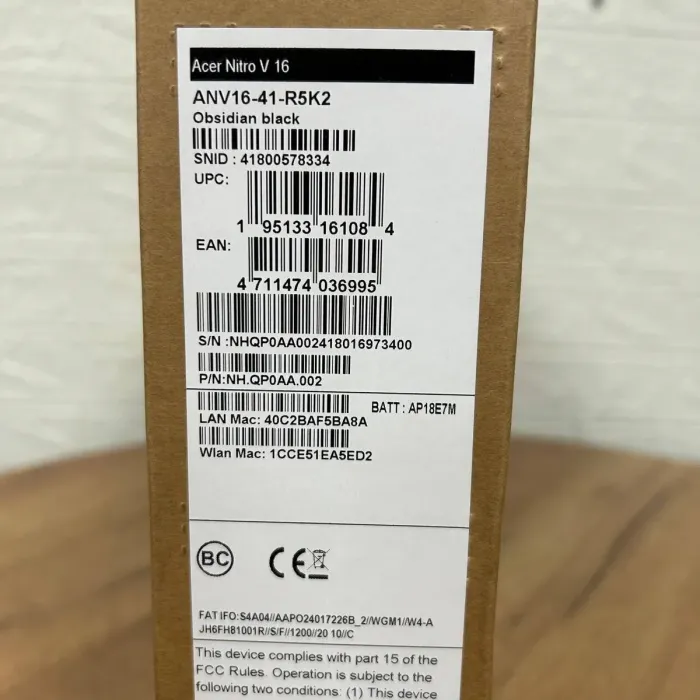 Acer Nitro V 16
ANV16-41-R5K2
Obsidian black
SNID : 41800578334
UPC:
1 95133 16108 4
EAN:
4 711474 036995
S/N :NHQP0AA002418016973400
P/N:NH.QP0AA.002
BATT : AP18E7M
LAN Mac: 40C2BAF5BA8A
Wlan Mac: 1CCE51EA5ED2
BC CE
FAT IFO:S4A04//AAPO24017226B_2//WGM1//W4-A
JH6FH81001R//S/F//1200//20 10//C
This device complies with part 15 of the
FCC Rules. Operation is subject to the
following two conditions: (1) This device